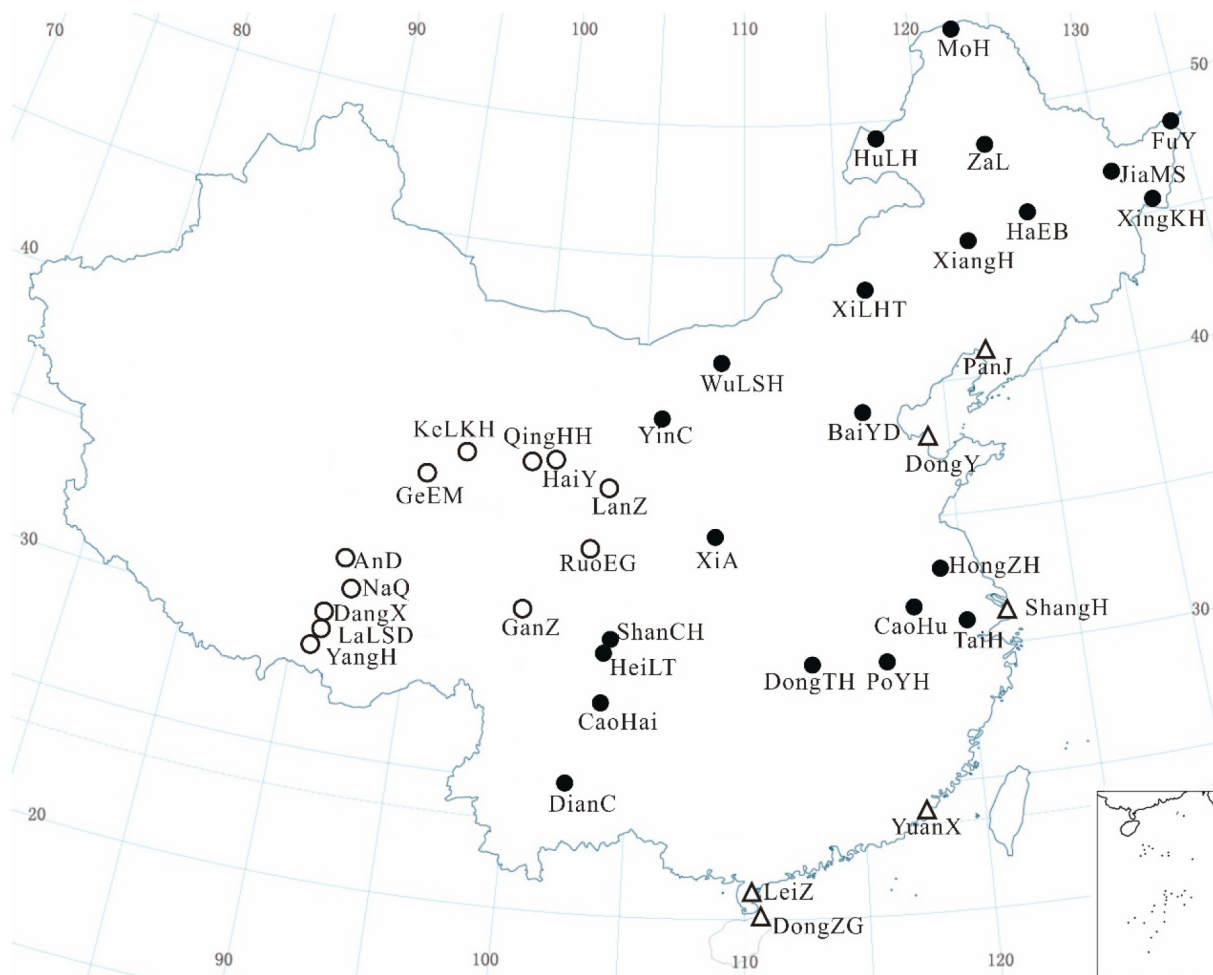 70
80
90
100
110
120
130
50
MoH
FuY
HuLH
ZaL
JiaMS
XingKH
HaEB
XiangH
40
XiLHT
40
PanJ
WuLSH
KeLKH
QingHH
YinC
BaiYD
HaiY
DongY
GeEM
LanZ
30
AnD
RuoEG
XiA
HongZH
NaQ
DangX
GanZ
CaoHu
ShangH
30
LaLSD
ShanCH
TaiH
YangH
HeiLT
DongTH
PoYH
CaoHai
DianC
20
YuanX
LeiZ
DongZG
90
100
110
120